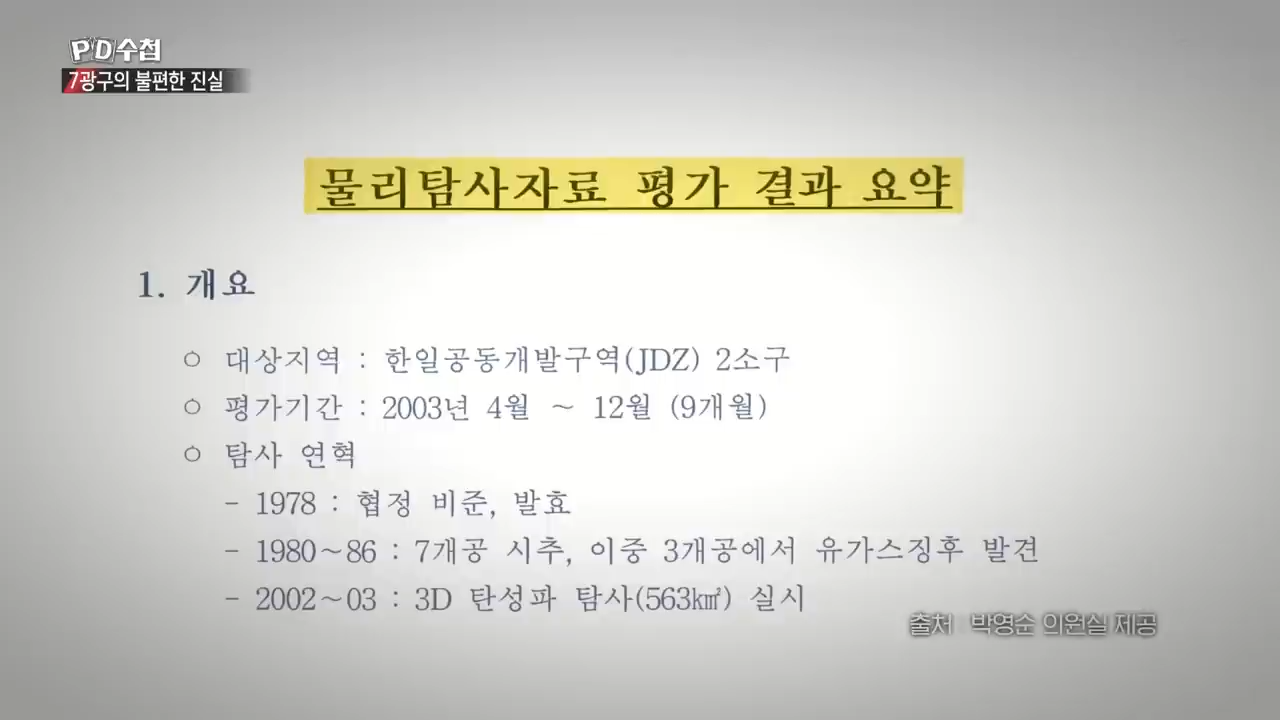 PD수첩
7광구의 불편한 진실
물리탐사자료 평가 결과 요약
1. 개요
○ 대상지역 : 한일공동개발구역(JDZ) 2소구
○ 평가기간 : 2003년 4월 ~ 12월 (9개월)
○ 탐사 연혁
- 1978 : 협정 비준, 발효
- 1980~86 : 7개공 시추, 이중 3개공에서 유가스징후 발견
- 2002~03 : 3D 탄성파 탐사(563㎢) 실시
출처 박영순 의원실 제공